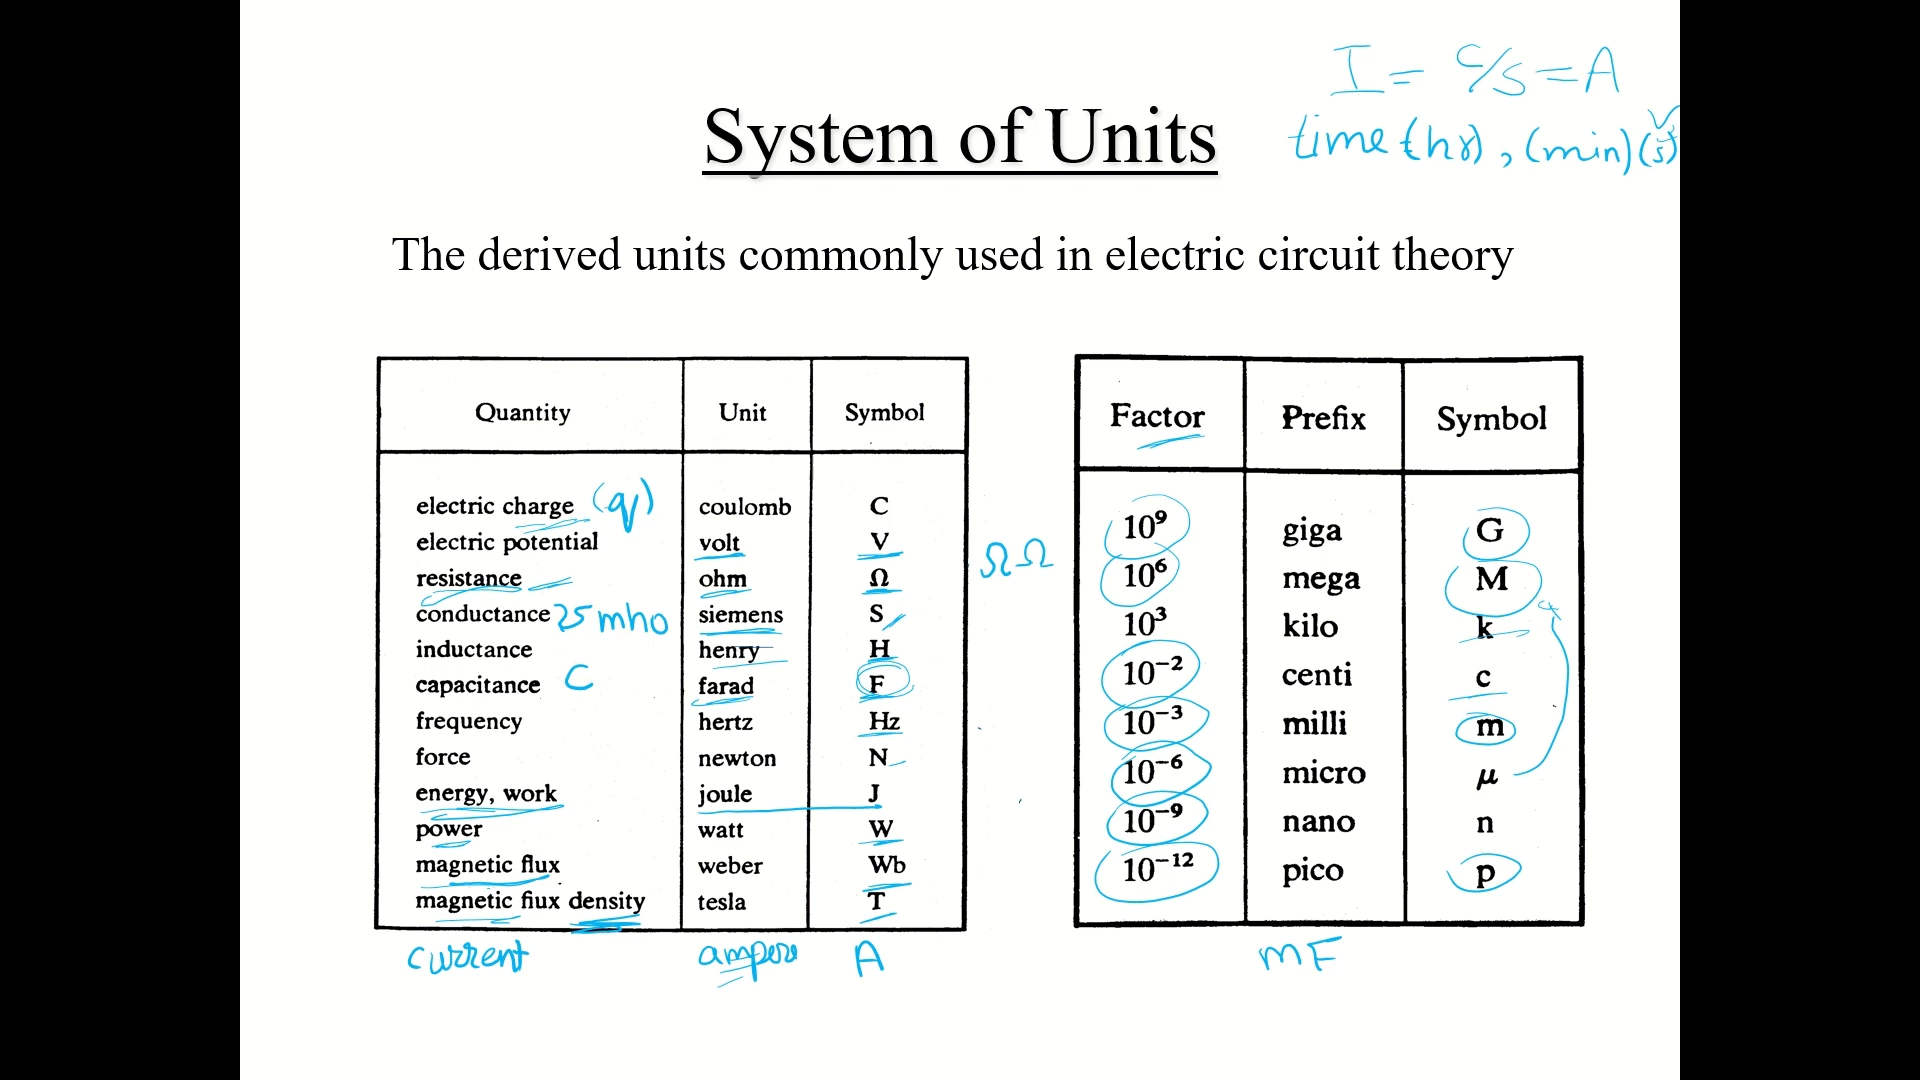 I = C/S = A
time (hr), (min) (s)
System of Units
The derived units commonly used in electric circuit theory
Quantity Unit Symbol
electric charge (q) coulomb C
electric potential volt V
resistance ohm Ω
conductance 25 mho siemens S
inductance henry H
capacitance C farad F
frequency hertz Hz
force newton N
energy, work joule J
power watt W
magnetic flux weber Wb
magnetic flux density tesla T
current ampere A
Ω Ω
Factor Prefix Symbol
10⁹ giga G
10⁶ mega M
10³ kilo k
10⁻² centi c
10⁻³ milli m
10⁻⁶ micro μ
10⁻⁹ nano n
10⁻¹² pico p
mF